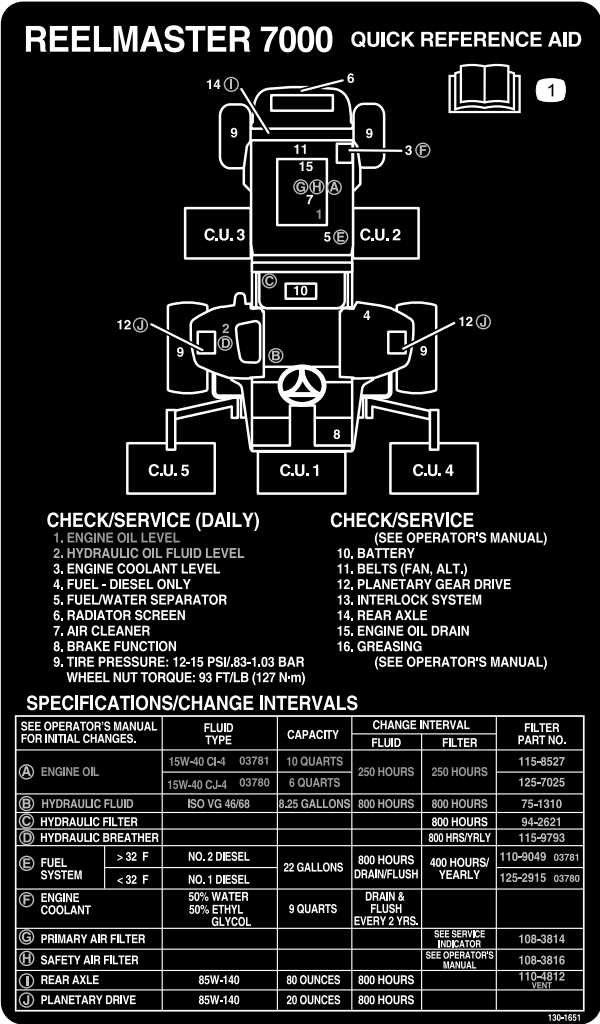 REELMASTER 7000 QUICK REFERENCE AID
1
14 Ⓘ
6
9
9
11
3 Ⓕ
15
Ⓖ Ⓗ Ⓐ
7
1
C.U. 3
5 Ⓔ
C.U. 2
Ⓒ
10
12 Ⓙ
2
Ⓓ
4
12 Ⓙ
9
Ⓑ
9
8
C.U. 5
C.U. 1
C.U. 4
CHECK/SERVICE (DAILY)
1. ENGINE OIL LEVEL
2. HYDRAULIC OIL FLUID LEVEL
3. ENGINE COOLANT LEVEL
4. FUEL - DIESEL ONLY
5. FUEL/WATER SEPARATOR
6. RADIATOR SCREEN
7. AIR CLEANER
8. BRAKE FUNCTION
9. TIRE PRESSURE: 12-15 PSI/.83-1.03 BAR
WHEEL NUT TORQUE: 93 FT/LB (127 N•m)
CHECK/SERVICE
(SEE OPERATOR'S MANUAL)
10. BATTERY
11. BELTS (FAN, ALT.)
12. PLANETARY GEAR DRIVE
13. INTERLOCK SYSTEM
14. REAR AXLE
15. ENGINE OIL DRAIN
16. GREASING
(SEE OPERATOR'S MANUAL)
SPECIFICATIONS/CHANGE INTERVALS
SEE OPERATOR'S MANUAL
FOR INITIAL CHANGES.
FLUID
TYPE
CAPACITY
CHANGE INTERVAL
FLUID
FILTER
FILTER
PART NO.
Ⓐ ENGINE OIL
15W-40 CI-4 03781
10 QUARTS
250 HOURS
250 HOURS
115-8527
15W-40 CJ-4 03780
6 QUARTS
125-7025
Ⓑ HYDRAULIC FLUID
ISO VG 46/68
8.25 GALLONS
800 HOURS
800 HOURS
75-1310
Ⓒ HYDRAULIC FILTER
800 HOURS
94-2621
Ⓓ HYDRAULIC BREATHER
800 HRS/YRLY
115-9793
Ⓔ FUEL
SYSTEM
> 32 F
NO. 2 DIESEL
22 GALLONS
800 HOURS
DRAIN/FLUSH
400 HOURS/
YEARLY
110-9049 03781
< 32 F
NO. 1 DIESEL
125-2915 03780
Ⓕ ENGINE
COOLANT
50% WATER
50% ETHYL
GLYCOL
9 QUARTS
DRAIN &
FLUSH
EVERY 2 YRS.
Ⓖ PRIMARY AIR FILTER
SEE SERVICE
INDICATOR
108-3814
Ⓗ SAFETY AIR FILTER
SEE OPERATOR'S
MANUAL
108-3816
Ⓘ REAR AXLE
85W-140
80 OUNCES
800 HOURS
110-4812
VENT
Ⓙ PLANETARY DRIVE
85W-140
20 OUNCES
800 HOURS
130-1651